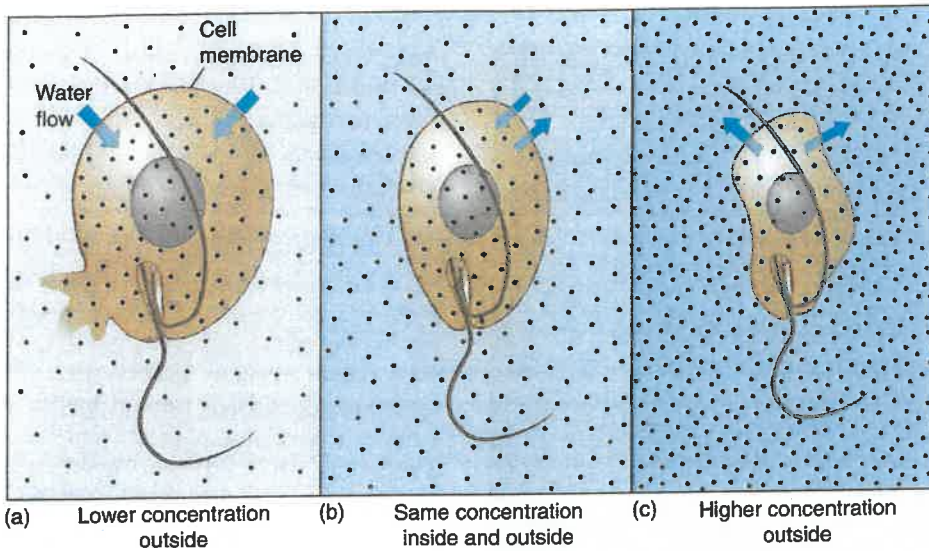 Cell
membrane
Water
flow
(a) Lower concentration
outside
(b) Same concentration
inside and outside
(c) Higher concentration
outside